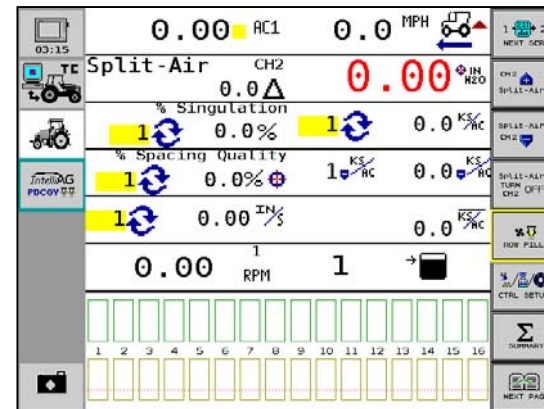 03:15
0.00 AC1
0.0 MPH
1 2
NEXT SCR
TE
Split-Air CH2
0.0 Δ
0.00 IN H2O
CH2
Split-Air
% Singulation
1 0.0 %
1 0.0 KS/AC
Split-Air
CH2
IntelliAG
PDCGY
% Spacing Quality
1 0.0%
1 KS/AC
0.0 KS/AC
Split-Air
TURN OFF
CH2
1 0.00 IN/S
0.0 KS/AC
ROW FILL
0.00 1 RPM
1
CTRL SETU
1 2 3 4 5 6 7 8 9 10 11 12 13 14 15 16
Σ
SUMMARY
NEXT PAG